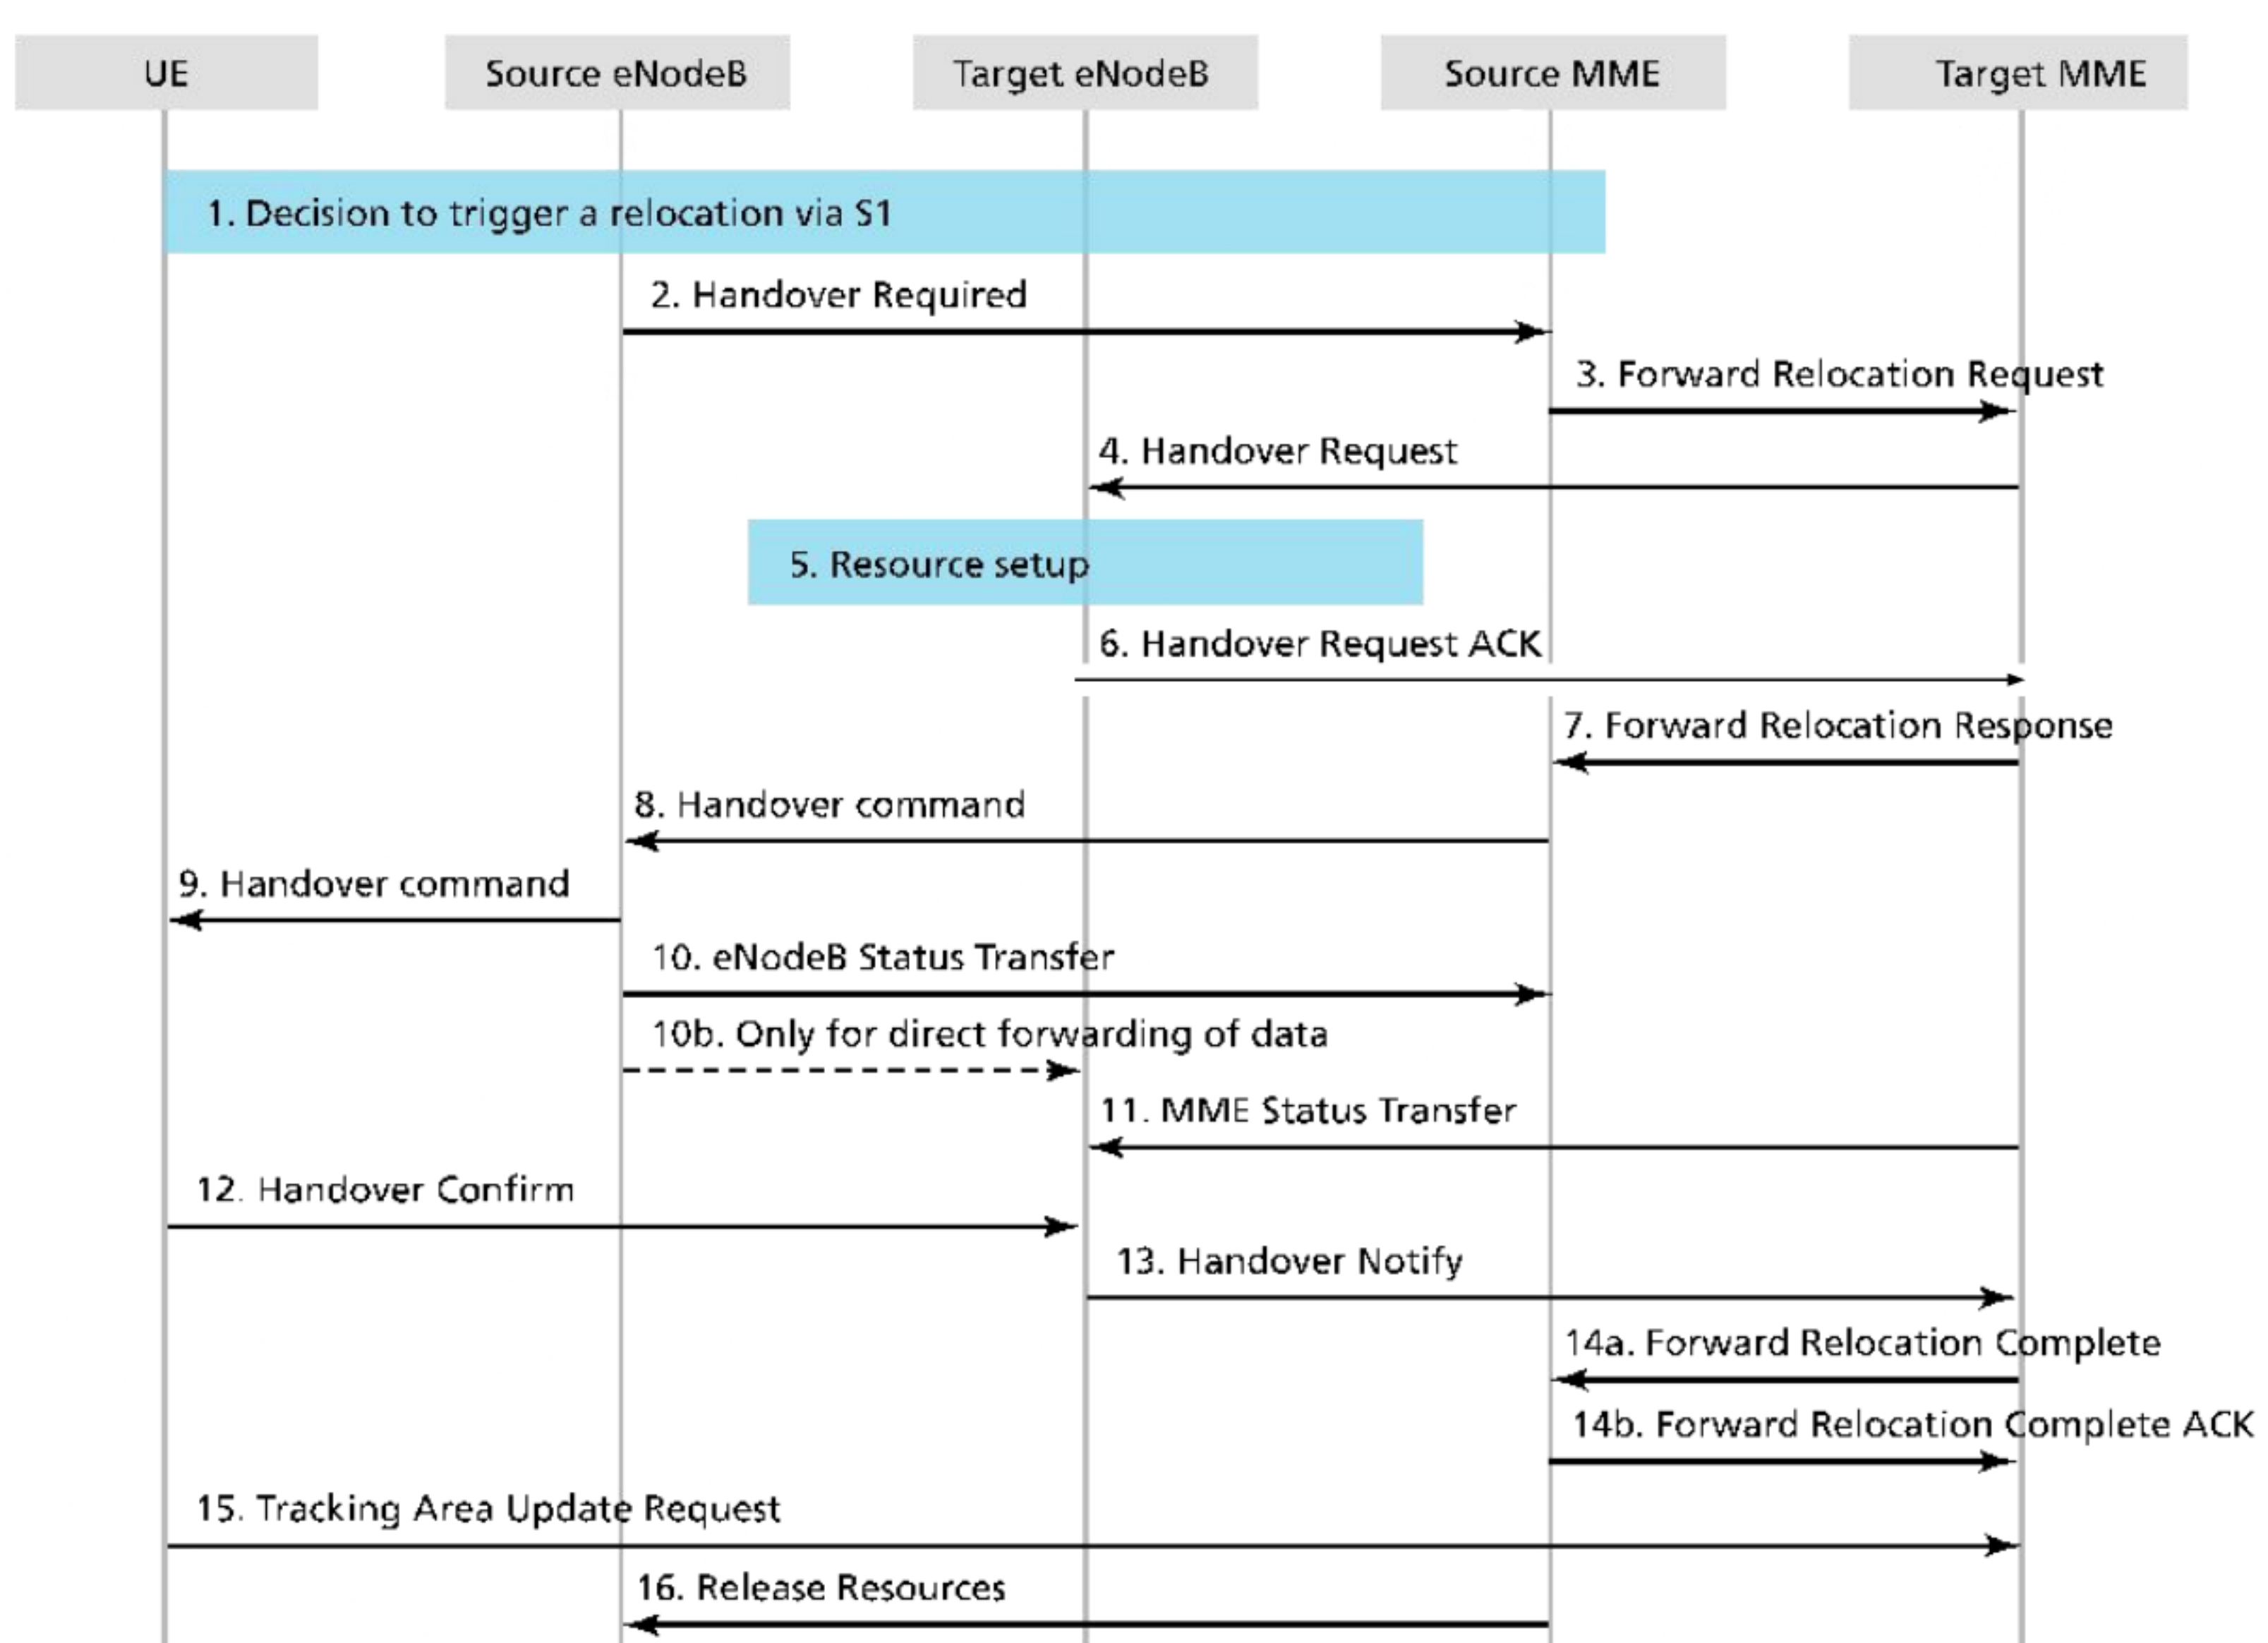 UE
Source eNodeB
Target eNodeB
Source MME
Target MME
1. Decision to trigger a relocation via S1
2. Handover Required
3. Forward Relocation Request
4. Handover Request
5. Resource setup
6. Handover Request ACK
7. Forward Relocation Response
8. Handover command
9. Handover command
10. eNodeB Status Transfer
10b. Only for direct forwarding of data
11. MME Status Transfer
12. Handover Confirm
13. Handover Notify
14a. Forward Relocation Complete
14b. Forward Relocation Complete ACK
15. Tracking Area Update Request
16. Release Resources